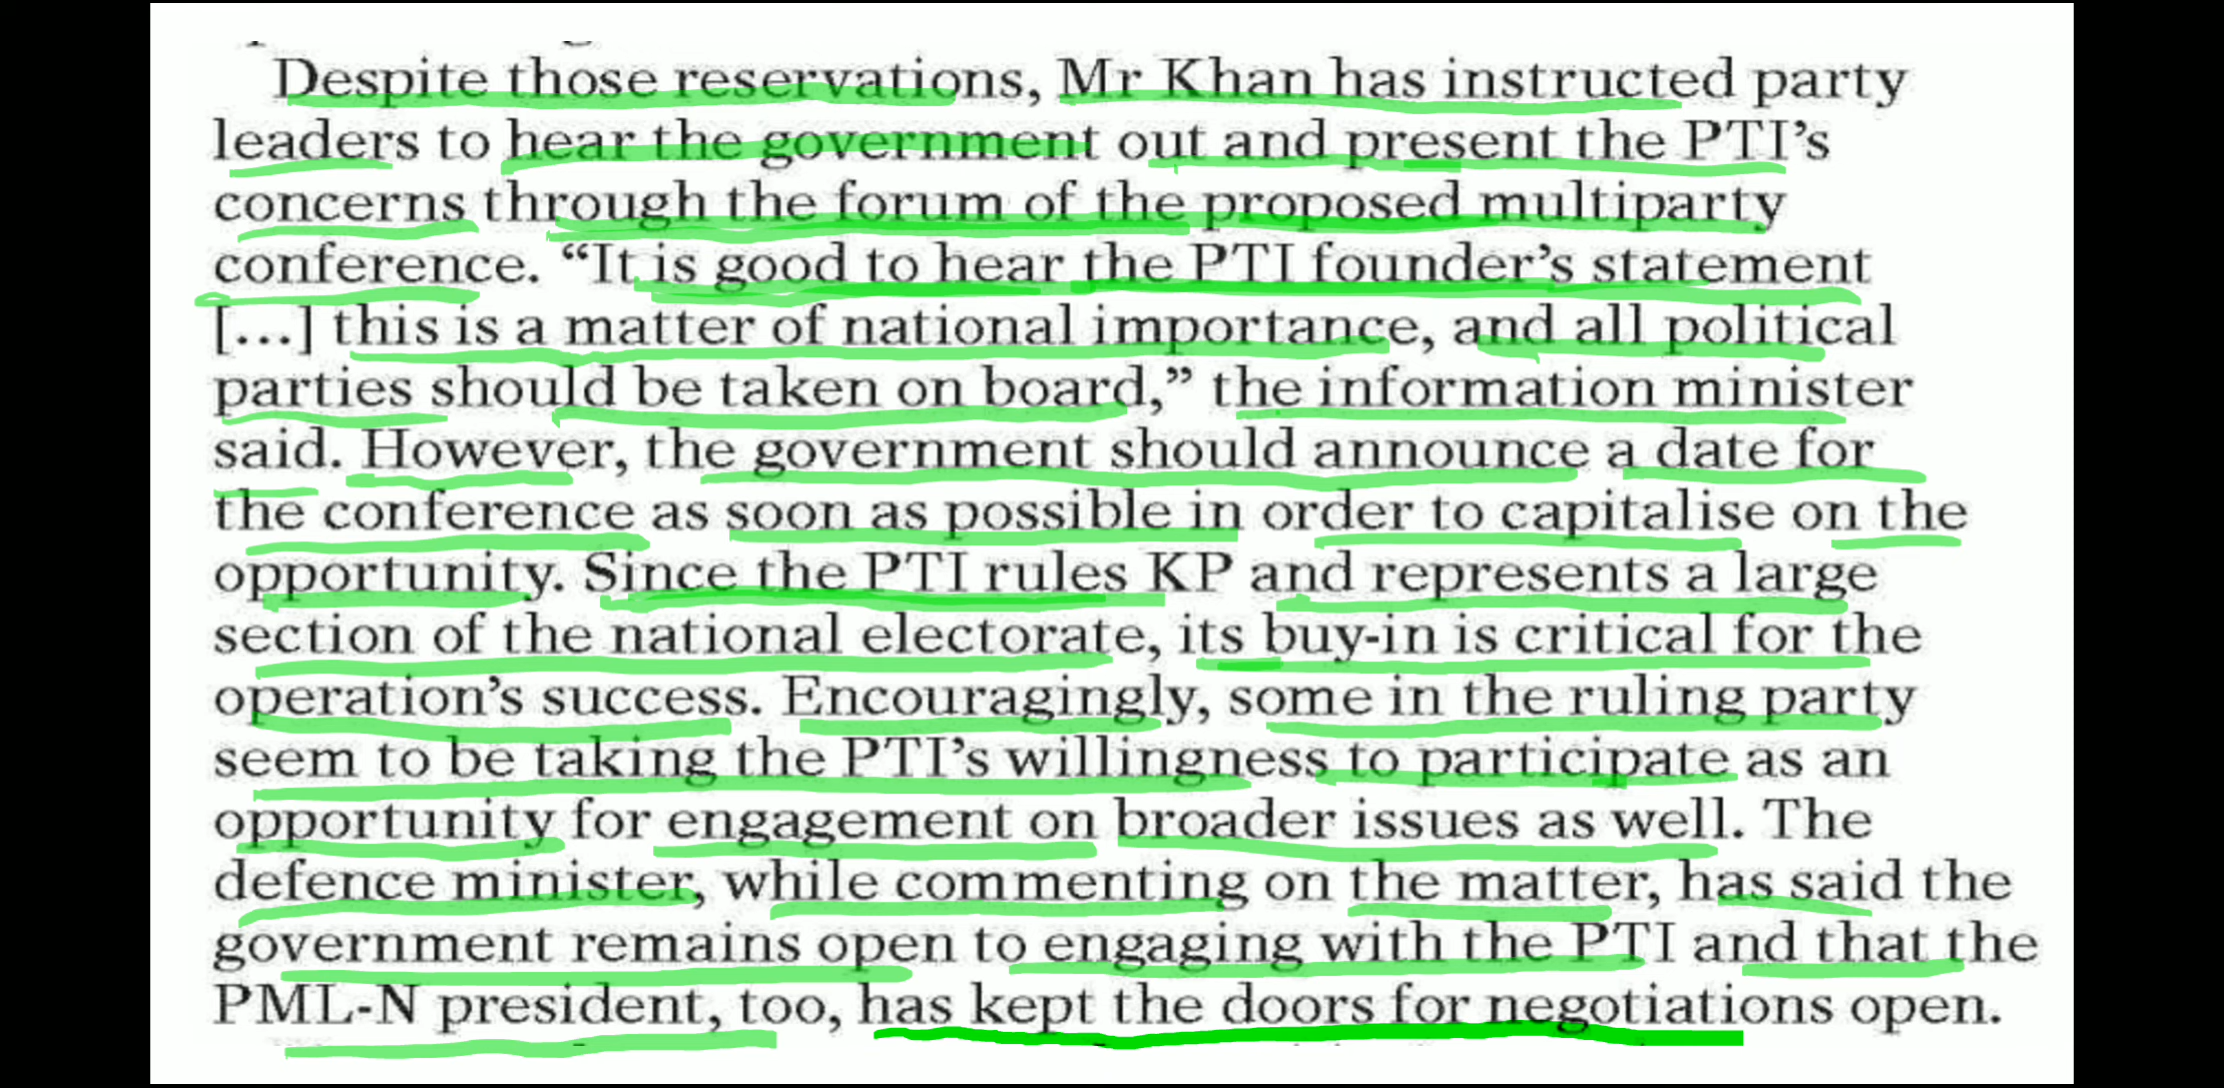 Despite those reservations, Mr Khan has instructed party
leaders to hear the government out and present the PTI's
concerns through the forum of the proposed multiparty
conference. “It is good to hear the PTI founder's statement
[...] this is a matter of national importance, and all political
parties should be taken on board,” the information minister
said. However, the government should announce a date for
the conference as soon as possible in order to capitalise on the
opportunity. Since the PTI rules KP and represents a large
section of the national electorate, its buy-in is critical for the
operation's success. Encouragingly, some in the ruling party
seem to be taking the PTI's willingness to participate as an
opportunity for engagement on broader issues as well. The
defence minister, while commenting on the matter, has said the
government remains open to engaging with the PTI and that the
PML-N president, too, has kept the doors for negotiations open.